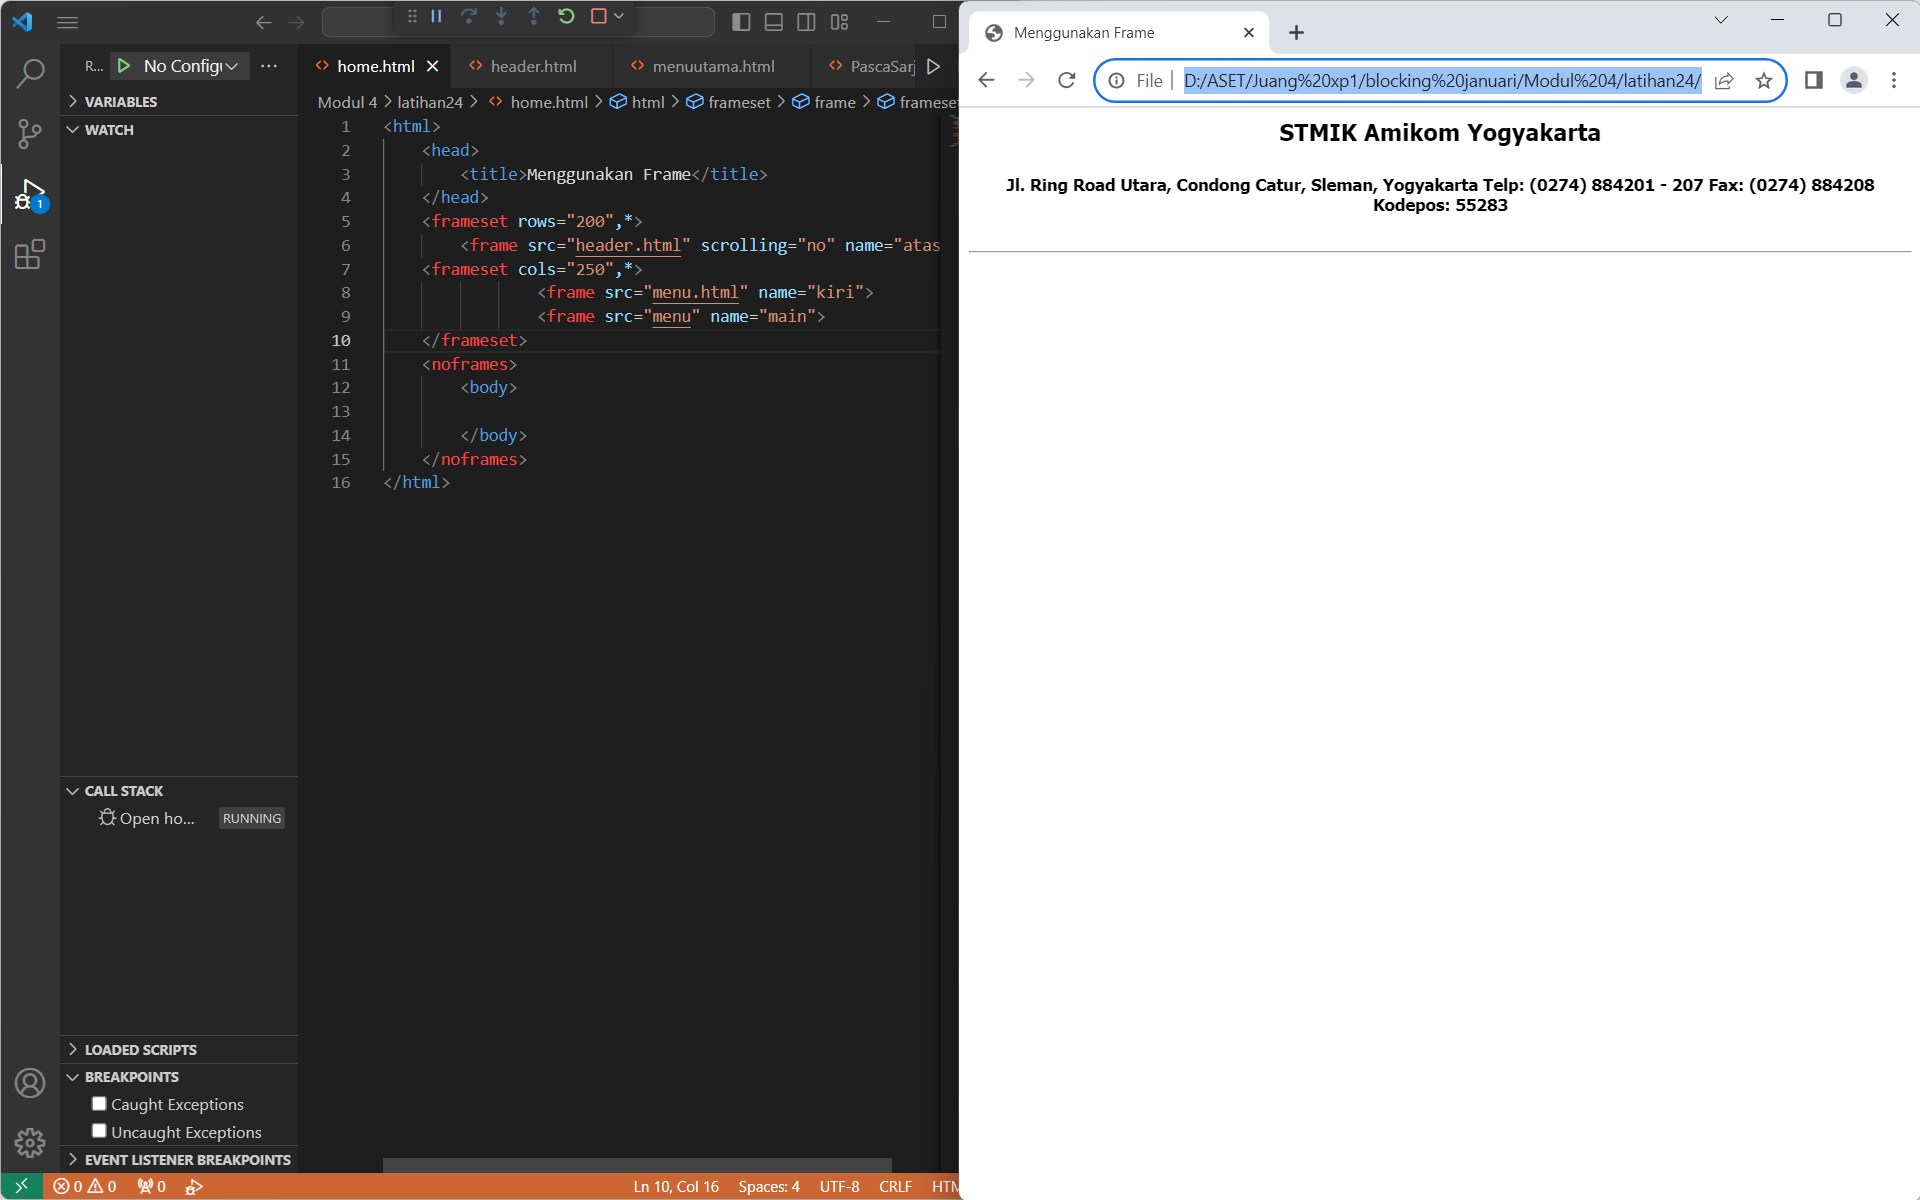 R... No Config
home.html
header.html
menuutama.html
PascaSarj
VARIABLES
WATCH
Modul 4 > latihan24 > home.html > html > frameset > frame > frameset
1 <html>
2 <head>
3 <title>Menggunakan Frame</title>
4 </head>
5 <frameset rows="200",*>
6 <frame src="header.html" scrolling="no" name="atas
7 <frameset cols="250",*>
8 <frame src="menu.html" name="kiri">
9 <frame src="menu" name="main">
10 </frameset>
11 <noframes>
12 <body>
13
14 </body>
15 </noframes>
16 </html>
CALL STACK
Open ho... RUNNING
LOADED SCRIPTS
BREAKPOINTS
Caught Exceptions
Uncaught Exceptions
EVENT LISTENER BREAKPOINTS
1
0 0 0
Ln 10, Col 16 Spaces: 4 UTF-8 CRLF HTM
Menggunakan Frame
File D:/ASET/Juang%20xp1/blocking%20januari/Modul%204/latihan24/
STMIK Amikom Yogyakarta
Jl. Ring Road Utara, Condong Catur, Sleman, Yogyakarta Telp: (0274) 884201 - 207 Fax: (0274) 884208
Kodepos: 55283